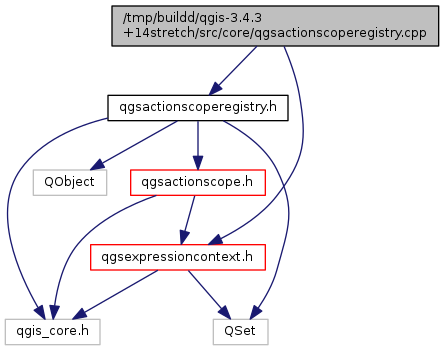 /tmp/buildd/qgis-3.4.3
+14stretch/src/core/qgsactionscoperegistry.cpp
qgsactionscoperegistry.h
QObject
qgsactionscope.h
qgsexpressioncontext.h
qgis_core.h
QSet